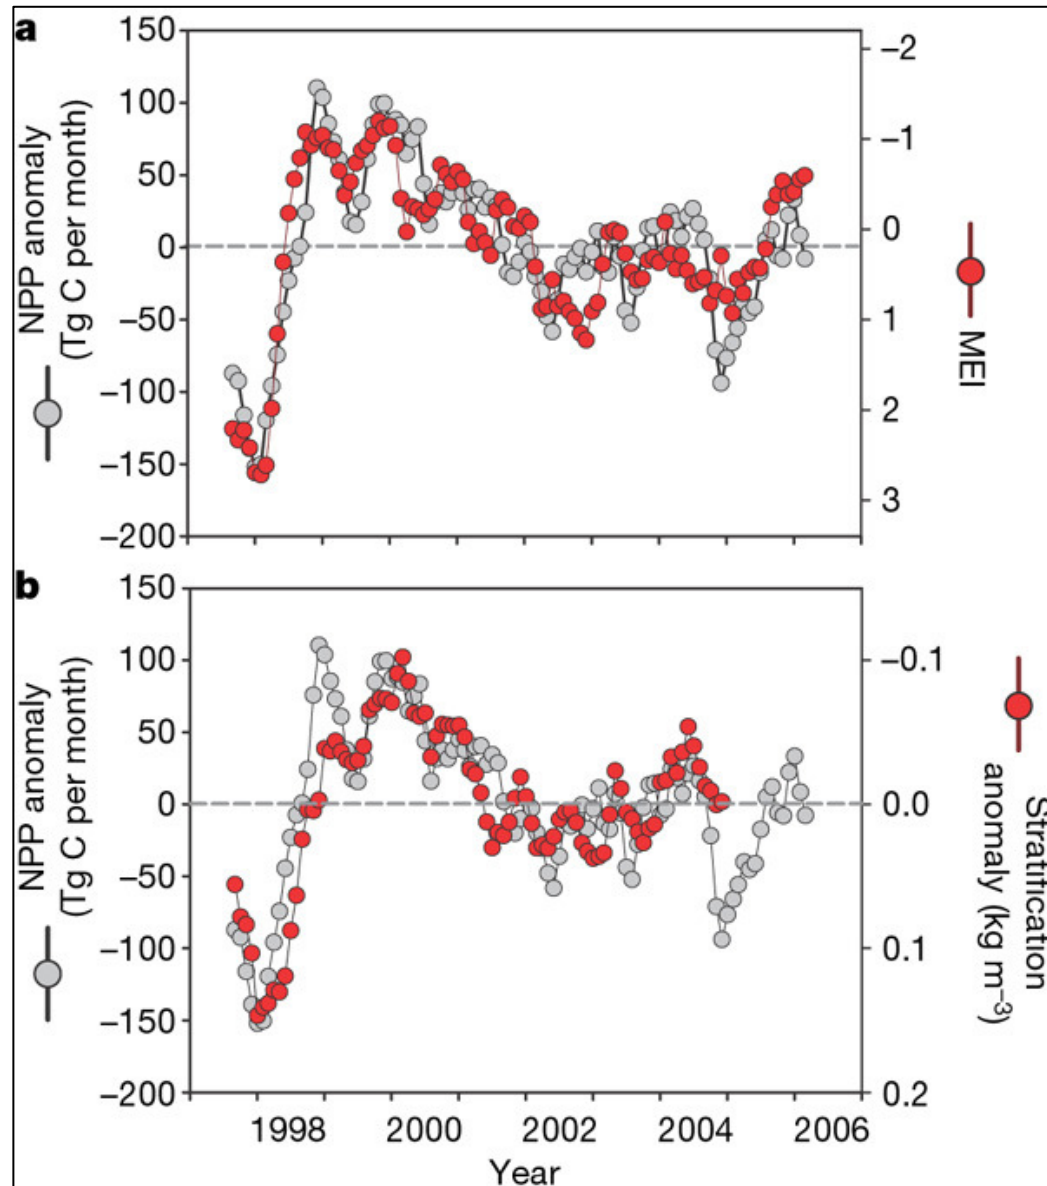 a
NPP anomaly
(Tg C per month)
150
100
50
0
−50
−100
−150
−200
−2
−1
0
1
2
3
MEI
b
NPP anomaly
(Tg C per month)
150
100
50
0
−50
−100
−150
−200
−0.1
0.0
0.1
0.2
Stratification
anomaly (kg m⁻³)
1998 2000 2002 2004 2006
Year